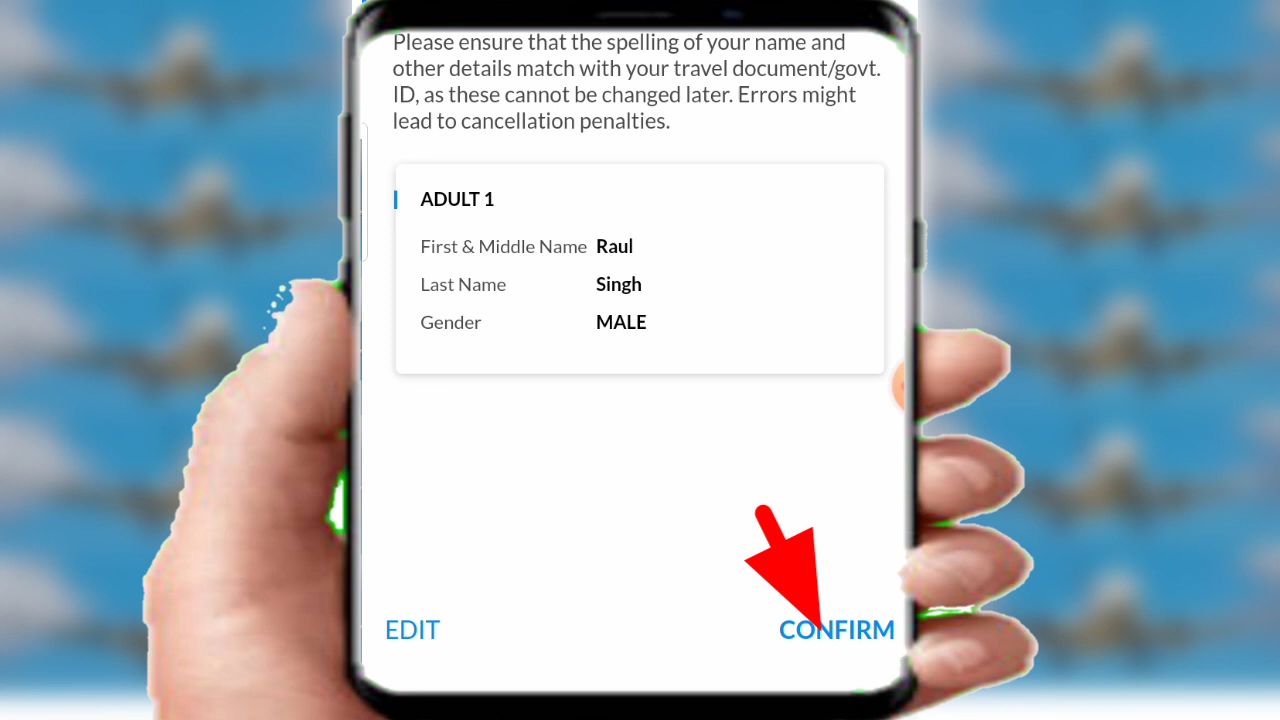 Please ensure that the spelling of your name and
other details match with your travel document/govt.
ID, as these cannot be changed later. Errors might
lead to cancellation penalties.
ADULT 1
First & Middle Name Raul
Last Name Singh
Gender MALE
EDIT CONFIRM